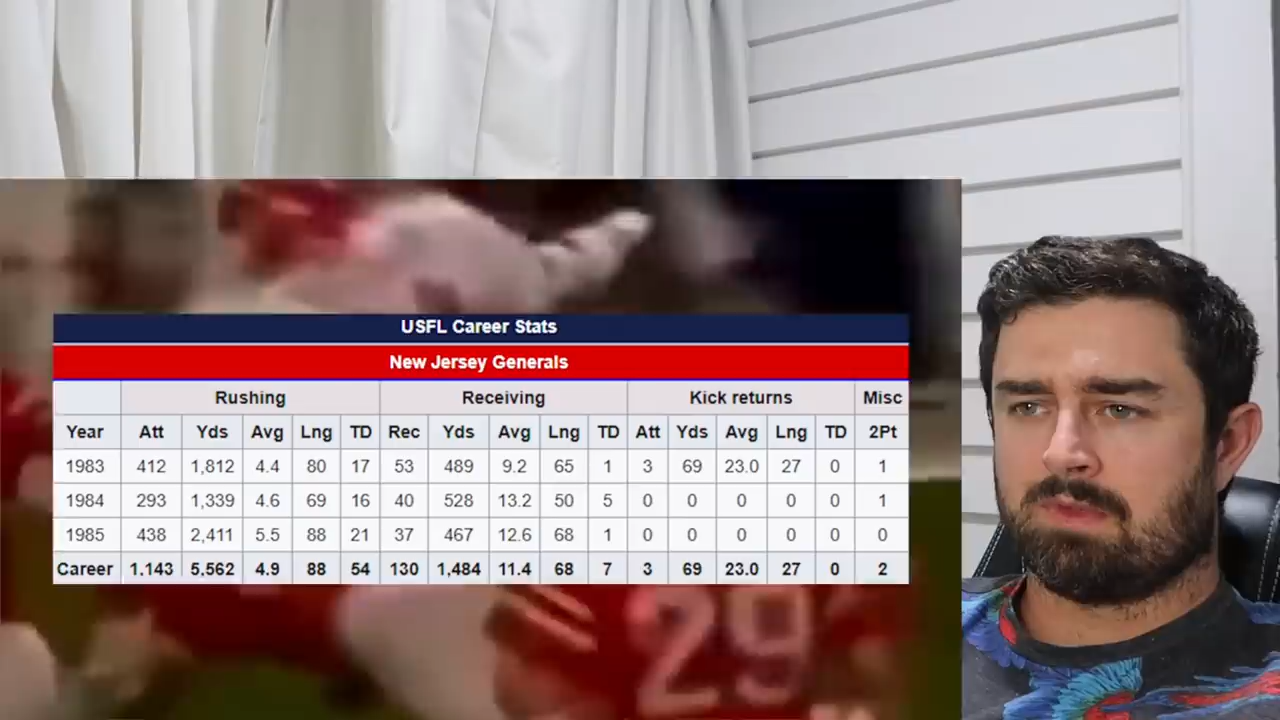 USFL Career Stats
New Jersey Generals
Rushing Receiving Kick returns Misc
Year Att Yds Avg Lng TD Rec Yds Avg Lng TD Att Yds Avg Lng TD 2Pt
1983 412 1,812 4.4 80 17 53 489 9.2 65 1 3 69 23.0 27 0 1
1984 293 1,339 4.6 69 16 40 528 13.2 50 5 0 0 0 0 0 1
1985 438 2,411 5.5 88 21 37 467 12.6 68 1 0 0 0 0 0 0
Career 1,143 5,562 4.9 88 54 130 1,484 11.4 68 7 3 69 23.0 27 0 2
29